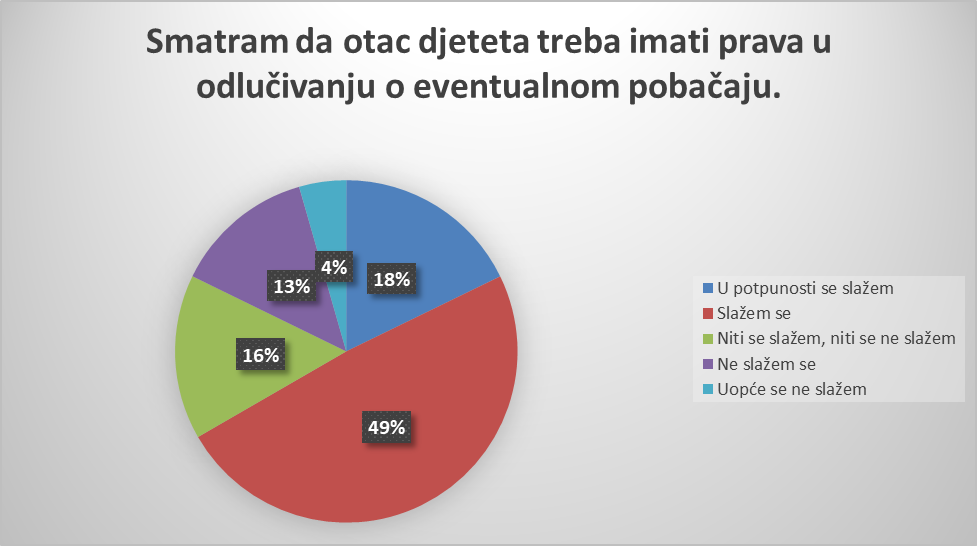 Smatram da otac djeteta treba imati prava u
odlučivanju o eventualnom pobačaju.
4%
18%
13%
16%
49%
U potpunosti se slažem
Slažem se
Niti se slažem, niti se ne slažem
Ne slažem se
Uopće se ne slažem